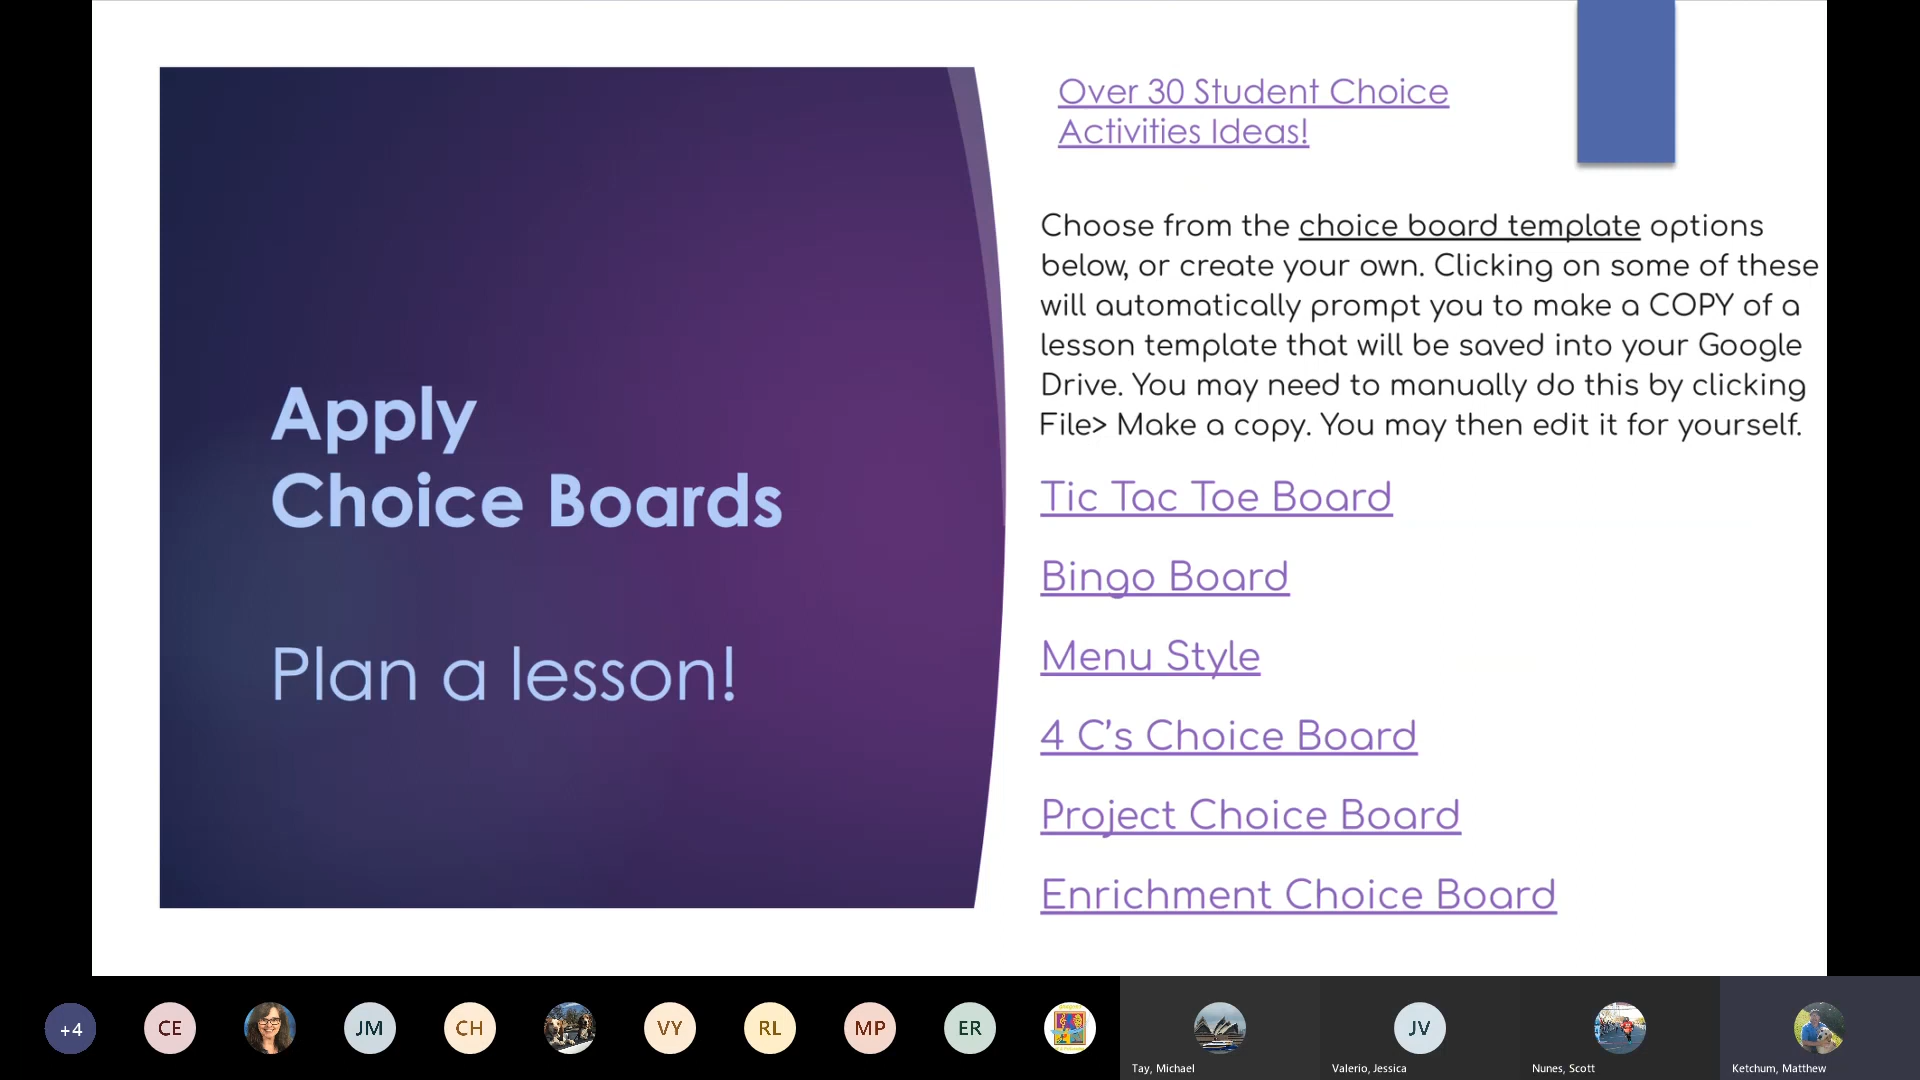 Apply
Choice Boards
Plan a lesson!
Over 30 Student Choice
Activities Ideas!
Choose from the choice board template options
below, or create your own. Clicking on some of these
will automatically prompt you to make a COPY of a
lesson template that will be saved into your Google
Drive. You may need to manually do this by clicking
File> Make a copy. You may then edit it for yourself.
Tic Tac Toe Board
Bingo Board
Menu Style
4 C’s Choice Board
Project Choice Board
Enrichment Choice Board
+4
CE
JM
CH
VY
RL
MP
ER
JV
Tay, Michael
Valerio, Jessica
Nunes, Scott
Ketchum, Matthew